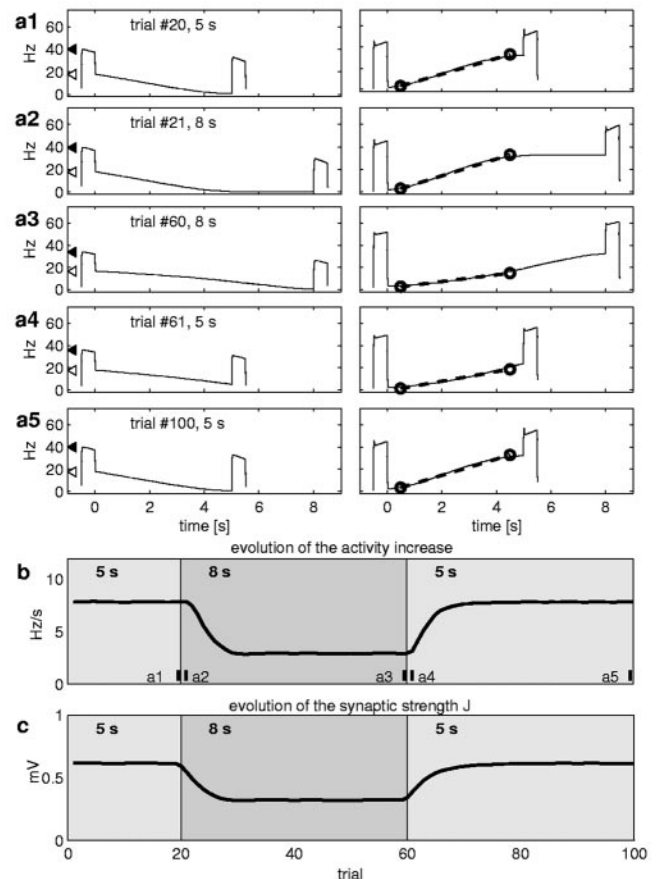 a1
trial #20, 5 s
60
40
20
0
Hz
a2
trial #21, 8 s
60
40
20
0
Hz
a3
trial #60, 8 s
60
40
20
0
Hz
a4
trial #61, 5 s
60
40
20
0
Hz
a5
trial #100, 5 s
60
40
20
0
Hz
0 2 4 6 8
0 2 4 6 8
time [s]
time [s]
evolution of the activity increase
b
5 s 8 s 5 s
10
5
0
Hz/s
a1 a2 a3 a4 a5
evolution of the synaptic strength J
c
5 s 8 s 5 s
1
0.5
0
mV
0 20 40 60 80 100
trial